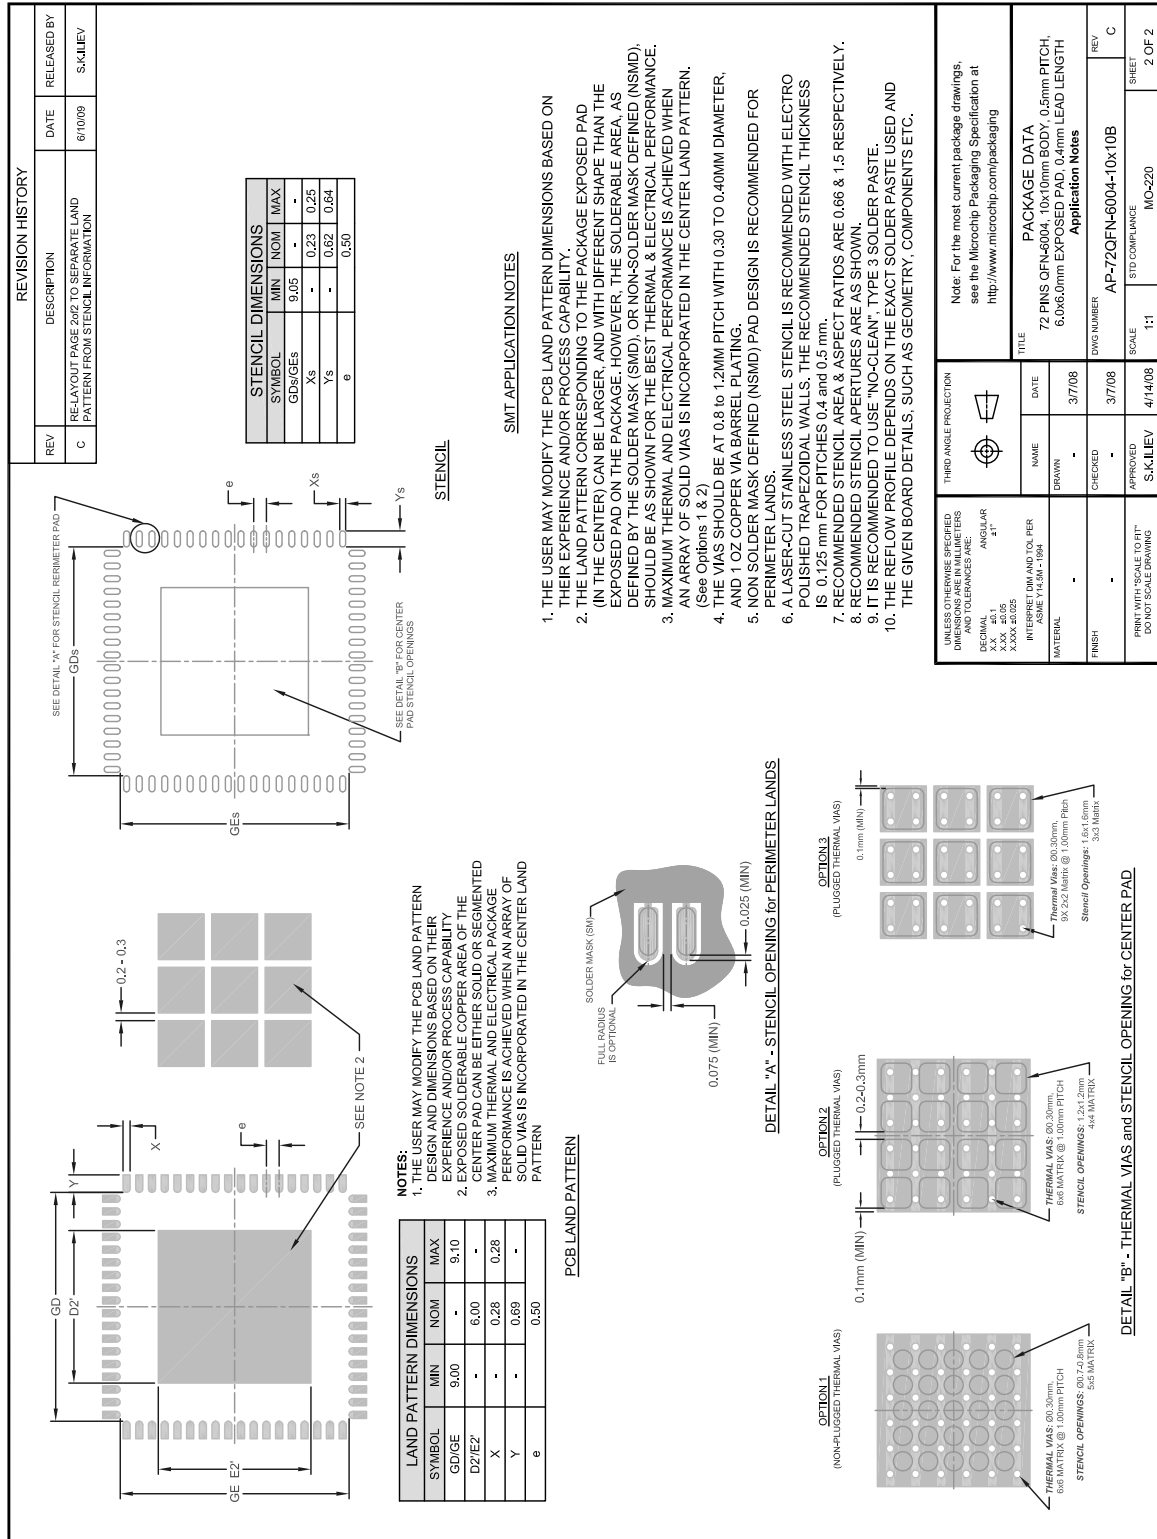 REVISION HISTORY
REV
DESCRIPTION
DATE
RELEASED BY
C
RE-LAYOUT PAGE 2of2 TO SEPARATE LAND
PATTERN FROM STENCIL INFORMATION
6/10/09
S.K.ILIEV
GD
D2'
GE
E2'
Y
X
e
0.2 - 0.3
SEE NOTE 2
LAND PATTERN DIMENSIONS
SYMBOL MIN NOM MAX
GD/GE 9.00 - 9.10
D2'/E2' - 6.00 -
X - 0.28 0.28
Y - 0.69 -
e 0.50
NOTES:
1. THE USER MAY MODIFY THE PCB LAND PATTERN
DESIGN AND DIMENSIONS BASED ON THEIR
EXPERIENCE AND/OR PROCESS CAPABILITY
2. EXPOSED SOLDERABLE COPPER AREA OF THE
CENTER PAD CAN BE EITHER SOLID OR SEGMENTED
3. MAXIMUM THERMAL AND ELECTRICAL PACKAGE
PERFORMANCE IS ACHIEVED WHEN AN ARRAY OF
SOLID VIAS IS INCORPORATED IN THE CENTER LAND
PATTERN
PCB LAND PATTERN
SEE DETAIL "A" FOR STENCIL RERIMETER PAD
GDs
GEs
e
Xs
Ys
SEE DETAIL "B" FOR CENTER
PAD STENCIL OPENINGS
STENCIL
STENCIL DIMENSIONS
SYMBOL MIN NOM MAX
GDs/GEs 9.05 - -
Xs - 0.23 0.25
Ys - 0.62 0.64
e 0.50
FULL RADIUS
IS OPTIONAL
SOLDER MASK (SM)
0.075 (MIN)
0.025 (MIN)
DETAIL "A" - STENCIL OPENING for PERIMETER LANDS
OPTION 1
(NON-PLUGGED THERMAL VIAS)
THERMAL VIAS: Ø0.30mm,
6x6 MATRIX @ 1.00mm PITCH
STENCIL OPENINGS: Ø0.7-0.8mm
5x5 MATRIX
OPTION 2
(PLUGGED THERMAL VIAS)
0.1mm (MIN)
0.2-0.3mm
THERMAL VIAS: Ø0.30mm,
6x6 MATRIX @ 1.00mm PITCH
STENCIL OPENINGS: 1.2x1.2mm
4x4 MATRIX
OPTION 3
(PLUGGED THERMAL VIAS)
0.1mm (MIN)
Thermal Vias: Ø0.30mm,
9X 2x2 Matrix @ 1.00mm Pitch
Stencil Openings: 1.6x1.6mm
3x3 Matrix
DETAIL "B" - THERMAL VIAS and STENCIL OPENING for CENTER PAD
SMT APPLICATION NOTES
1. THE USER MAY MODIFY THE PCB LAND PATTERN DIMENSIONS BASED ON
THEIR EXPERIENCE AND/OR PROCESS CAPABILITY.
2. THE LAND PATTERN CORRESPONDING TO THE PACKAGE EXPOSED PAD
(IN THE CENTER) CAN BE LARGER, AND WITH DIFFERENT SHAPE THAN THE
EXPOSED PAD ON THE PACKAGE. HOWEVER, THE SOLDERABLE AREA, AS
DEFINED BY THE SOLDER MASK (SMD), OR NON-SOLDER MASK DEFINED (NSMD),
SHOULD BE AS SHOWN FOR THE BEST THERMAL & ELECTRICAL PERFORMANCE.
3. MAXIMUM THERMAL AND ELECTRICAL PERFORMANCE IS ACHIEVED WHEN
AN ARRAY OF SOLID VIAS IS INCORPORATED IN THE CENTER LAND PATTERN.
(See Options 1 & 2)
4. THE VIAS SHOULD BE AT 0.8 to 1.2MM PITCH WITH 0.30 TO 0.40MM DIAMETER,
AND 1 OZ COPPER VIA BARREL PLATING.
5. NON SOLDER MASK DEFINED (NSMD) PAD DESIGN IS RECOMMENDED FOR
PERIMETER LANDS.
6. A LASER-CUT STAINLESS STEEL STENCIL IS RECOMMENDED WITH ELECTRO
POLISHED TRAPEZOIDAL WALLS. THE RECOMMENDED STENCIL THICKNESS
IS 0.125 mm FOR PITCHES 0.4 and 0.5 mm.
7. RECOMMENDED STENCIL AREA & ASPECT RATIOS ARE 0.66 & 1.5 RESPECTIVELY.
8. RECOMMENDED STENCIL APERTURES ARE AS SHOWN.
9. IT IS RECOMMENDED TO USE "NO-CLEAN", TYPE 3 SOLDER PASTE.
10. THE REFLOW PROFILE DEPENDS ON THE EXACT SOLDER PASTE USED AND
THE GIVEN BOARD DETAILS, SUCH AS GEOMETRY, COMPONENTS ETC.
UNLESS OTHERWISE SPECIFIED
DIMENSIONS ARE IN MILLIMETERS
AND TOLERANCES ARE:
DECIMAL ANGULAR
X.X ±0.1 ±1°
X.XX ±0.05
X.XXX ±0.025
INTERPRET DIM AND TOL PER
ASME Y14.5M - 1994
MATERIAL
-
FINISH
-
PRINT WITH "SCALE TO FIT"
DO NOT SCALE DRAWING
THIRD ANGLE PROJECTION
NAME DATE
DRAWN
- 3/7/08
CHECKED
- 3/7/08
APPROVED
S.K.ILIEV 4/14/08
Note: For the most current package drawings,
see the Microchip Packaging Specification at
http://www.microchip.com/packaging
TITLE
PACKAGE DATA
72 PINS QFN-6004, 10x10mm BODY, 0.5mm PITCH,
6.0x6.0mm EXPOSED PAD, 0.4mm LEAD LENGTH
Application Notes
DWG NUMBER
AP-72QFN-6004-10x10B
REV
C
SCALE
1:1
STD COMPLIANCE
MO-220
SHEET
2 OF 2